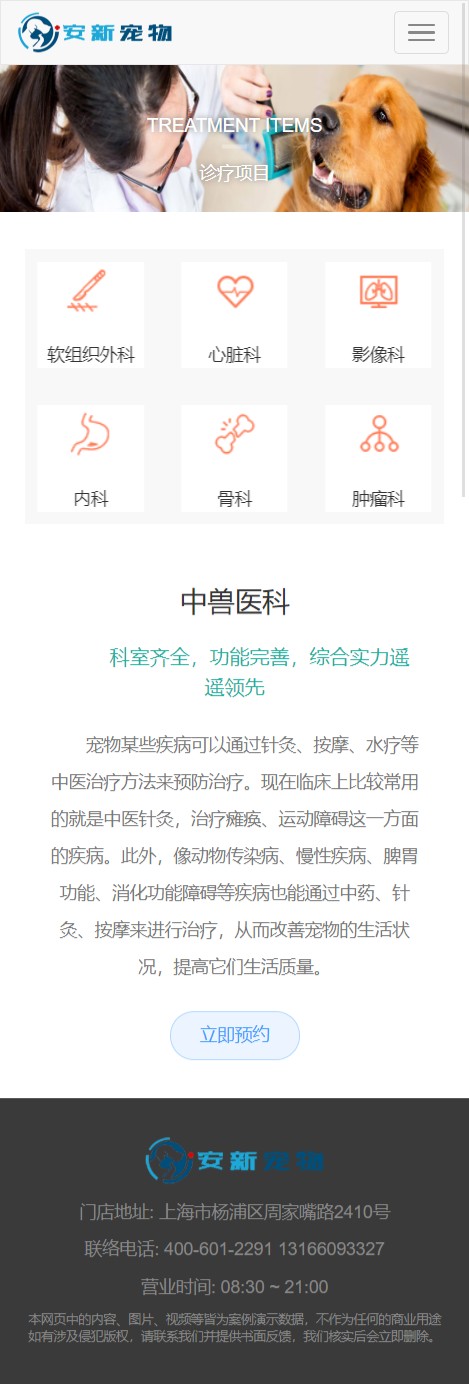 安新宠物
TREATMENT ITEMS
诊疗项目
软组织外科
心脏科
影像科
内科
骨科
肿瘤科
中兽医科
科室齐全，功能完善，综合实力遥
遥领先
宠物某些疾病可以通过针灸、按摩、水疗等
中医治疗方法来预防治疗。现在临床上比较常用
的就是中医针灸，治疗瘫痪、运动障碍这一方面
的疾病。此外，像动物传染病、慢性疾病、脾胃
功能、消化功能障碍等疾病也能通过中药、针
灸、按摩来进行治疗，从而改善宠物的生活状
况，提高它们生活质量。
立即预约
安新宠物
门店地址: 上海市杨浦区周家嘴路2410号
联络电话: 400-601-2291 13166093327
营业时间: 08:30 ~ 21:00
本网页中的内容、图片、视频等皆为案例演示数据，不作为任何的商业用途
如有涉及侵犯版权，请联系我们并提供书面反馈，我们核实后会立即删除。